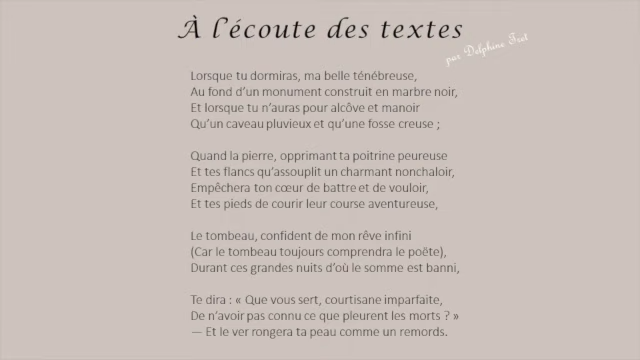 À l'écoute des textes
par Delphine Trot
Lorsque tu dormiras, ma belle ténébreuse,
Au fond d'un monument construit en marbre noir,
Et lorsque tu n'auras pour alcôve et manoir
Qu'un caveau pluvieux et qu'une fosse creuse ;
Quand la pierre, opprimant ta poitrine peureuse
Et tes flancs qu'assouplit un charmant nonchaloir,
Empêchera ton cœur de battre et de vouloir,
Et tes pieds de courir leur course aventureuse,
Le tombeau, confident de mon rêve infini
(Car le tombeau toujours comprendra le poëte),
Durant ces grandes nuits d'où le somme est banni,
Te dira : « Que vous sert, courtisane imparfaite,
De n'avoir pas connu ce que pleurent les morts ? »
— Et le ver rongera ta peau comme un remords.